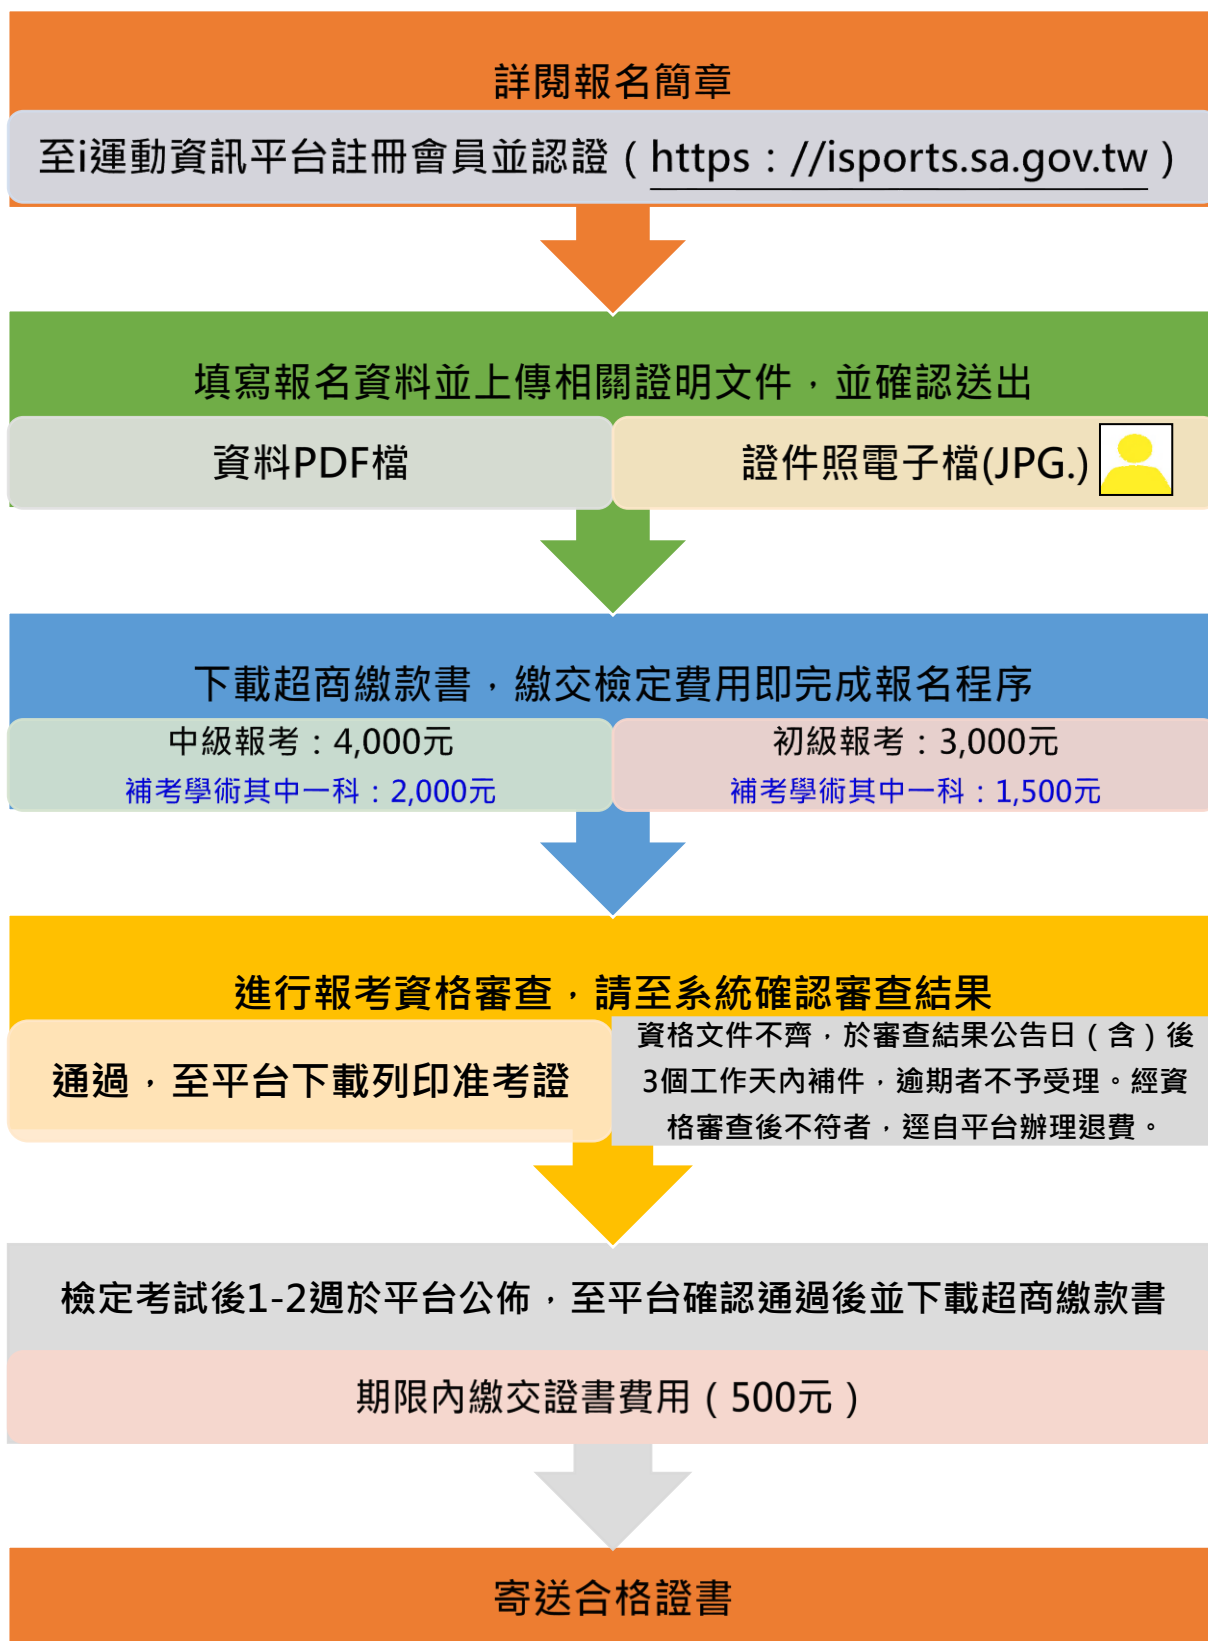 詳閱報名簡章
至i運動資訊平台註冊會員並認證（https：//isports.sa.gov.tw）
填寫報名資料並上傳相關證明文件，並確認送出
資料PDF檔
證件照電子檔(JPG.)
下載超商繳款書，繳交檢定費用即完成報名程序
中級報考：4,000元
補考學術其中一科：2,000元
初級報考：3,000元
補考學術其中一科：1,500元
進行報考資格審查，請至系統確認審查結果
通過，至平台下載列印准考證
資格文件不齊，於審查結果公告日（含）後
3個工作天內補件，逾期者不予受理。經資
格審查後不符者，逕自平台辦理退費。
檢定考試後1-2週於平台公佈，至平台確認通過後並下載超商繳款書
期限內繳交證書費用（500元）
寄送合格證書